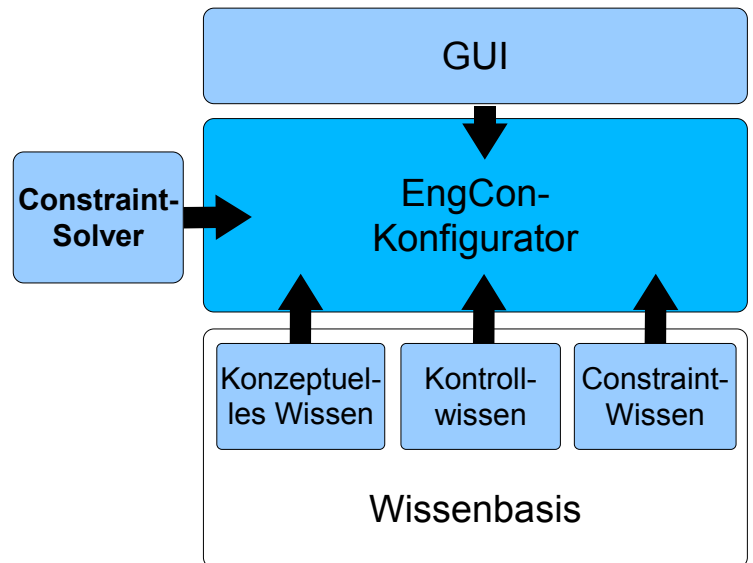 GUI
Constraint-
Solver
EngCon-
Konfigurator
Konzeptuel-
les Wissen
Kontroll-
wissen
Constraint-
Wissen
Wissenbasis